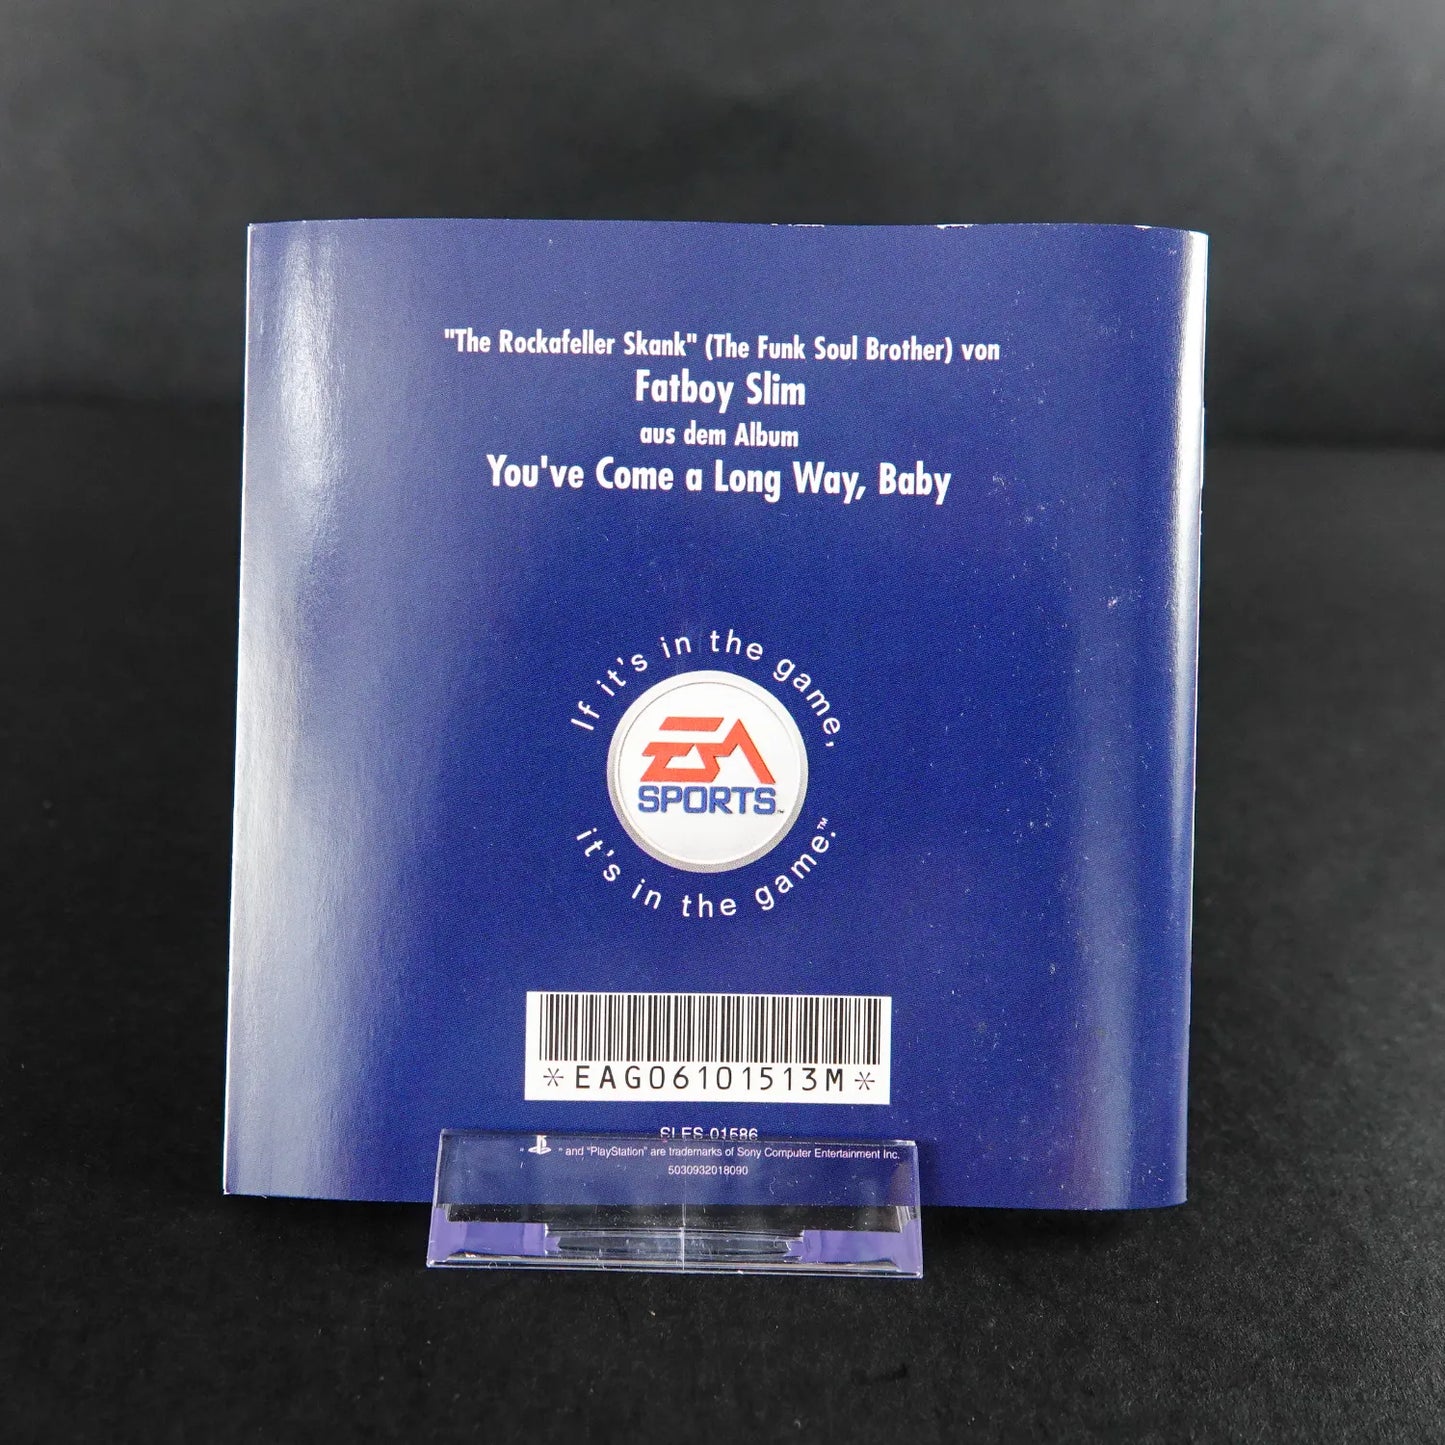 "The Rockafeller Skank" (The Funk Soul Brother) von
Fatboy Slim
aus dem Album
You've Come a Long Way, Baby
If it's in the game,
EA
SPORTS™
it's in the game.™
*EAG06101513M*
SLES-01586
" " and "PlayStation" are trademarks of Sony Computer Entertainment Inc.
5030932018090